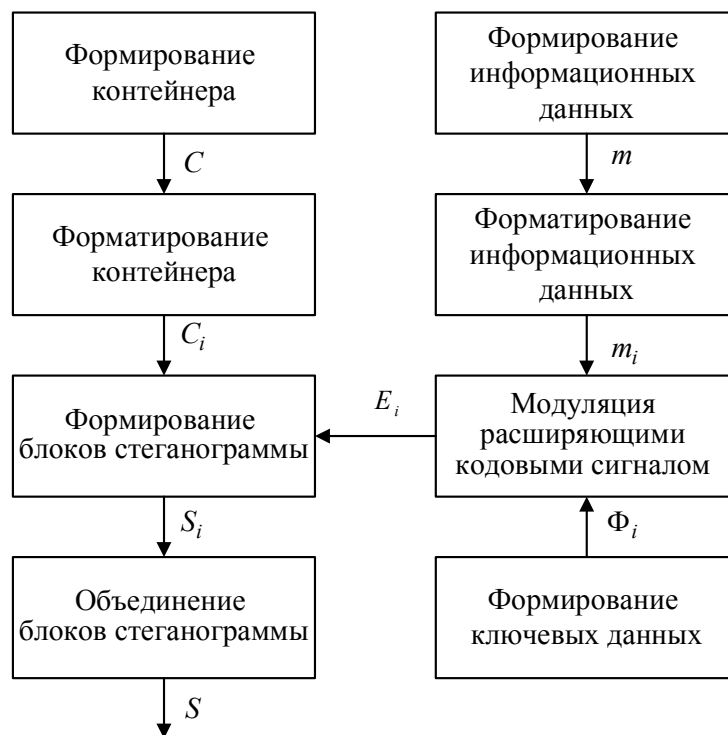 Формирование
контейнера
C
Форматирование
контейнера
C_i
Формирование
блоков стеганограммы
S_i
Объединение
блоков стеганограммы
S
Формирование
информационных
данных
m
Форматирование
информационных
данных
m_i
Модуляция
расширяющими
кодовыми сигналом
E_i
Φ_i
Формирование
ключевых данных